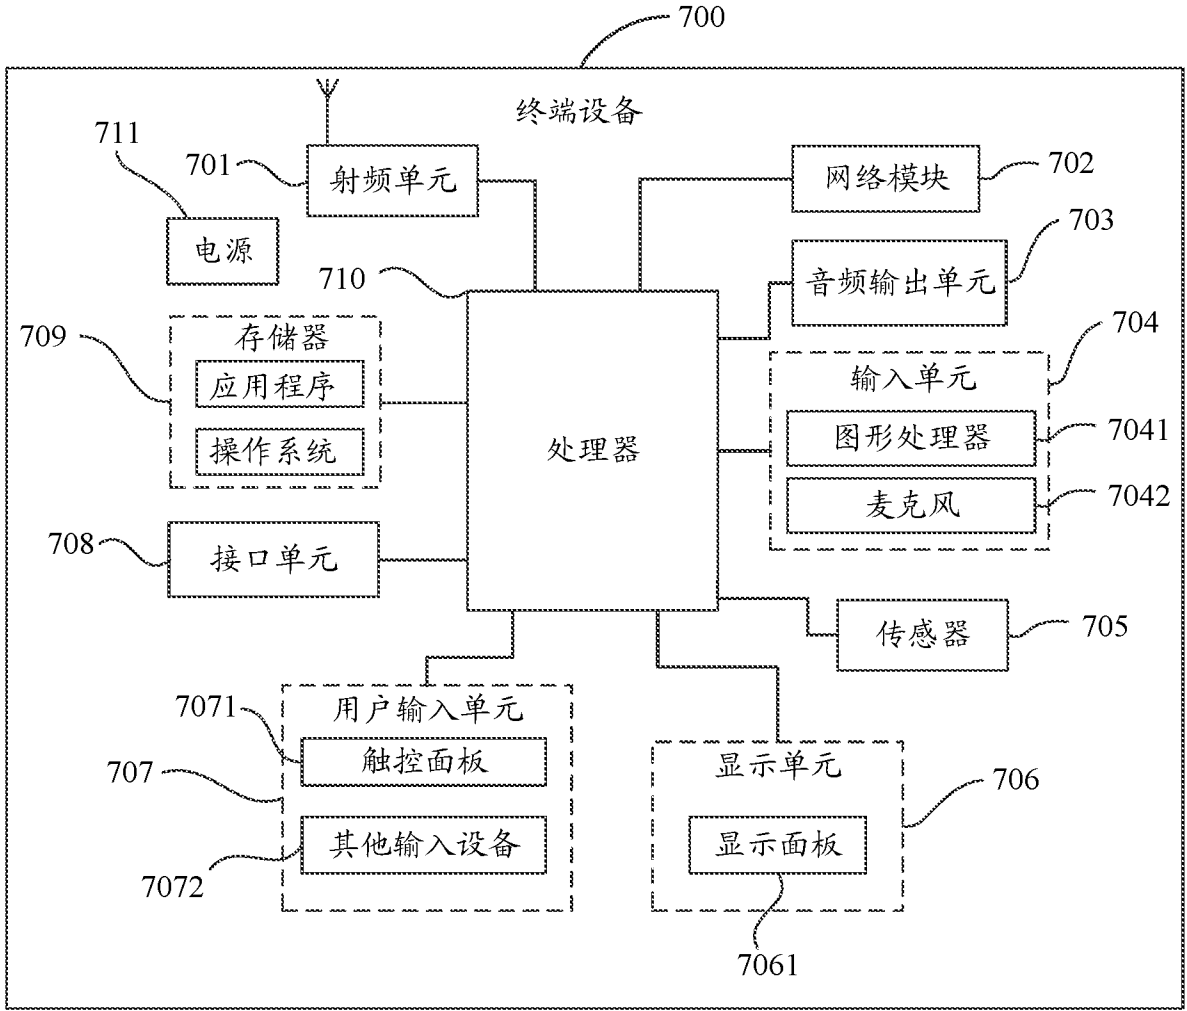 700
终端设备
711
701
射频单元
网络模块
702
电源
703
音频输出单元
710
709
存储器
应用程序
操作系统
处理器
704
输入单元
图形处理器
7041
麦克风
7042
708
接口单元
传感器
705
7071
用户输入单元
触控面板
707
其他输入设备
7072
显示单元
706
显示面板
7061